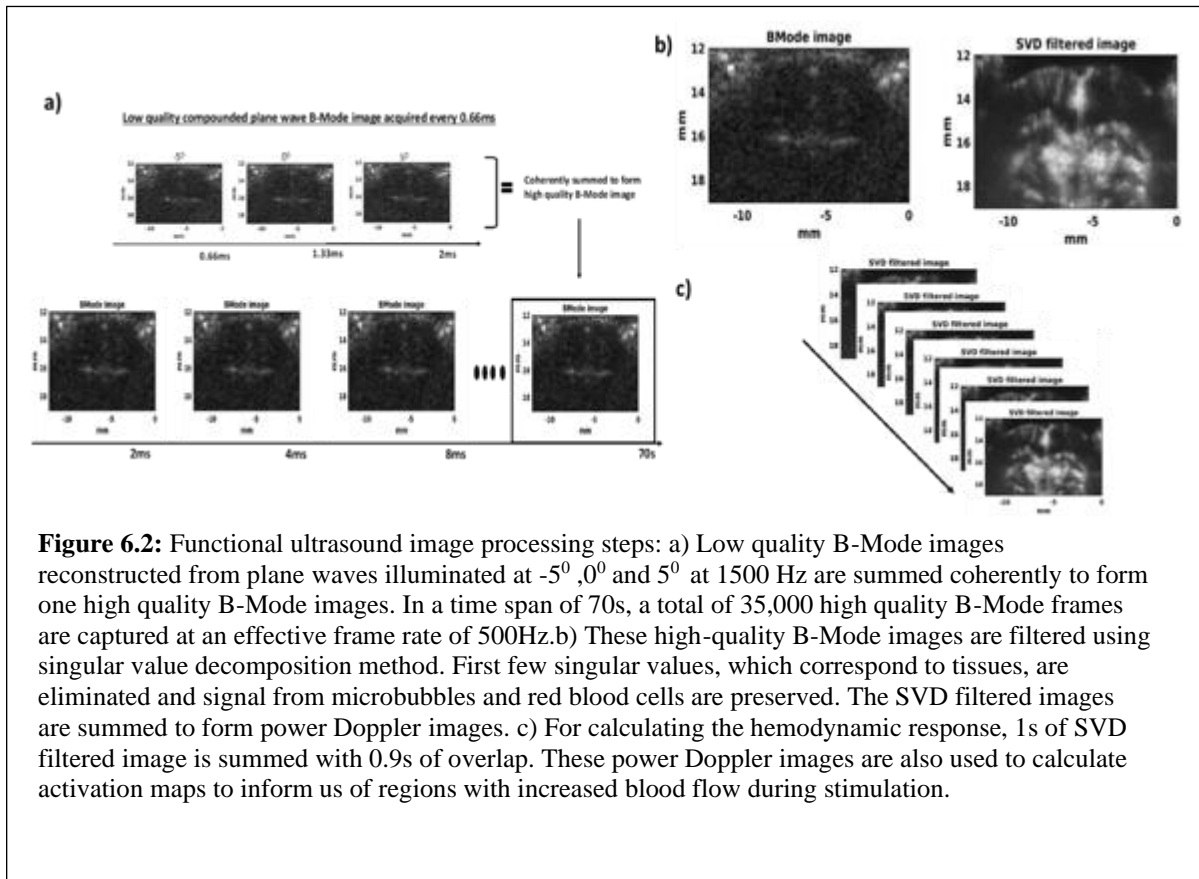 a)
Low quality compounded plane wave B-Mode image acquired every 0.66ms
Coherently summed to form
high quality B-Mode image
0.66ms 1.33ms 2ms
BMode image BMode image BMode image BMode image
12 14 16 18
-10 -5 0
mm
2ms 4ms 8ms 70s
b)
BMode image
12
14
16
18
mm
-10 -5 0
mm
SVD filtered image
12
14
16
18
mm
-10 -5 0
mm
c)
SVD filtered image
SVD filtered image
SVD filtered image
SVD filtered image
SVD filtered image
SVD filtered image
Figure 6.2: Functional ultrasound image processing steps: a) Low quality B-Mode images
reconstructed from plane waves illuminated at -5⁰ ,0⁰ and 5⁰ at 1500 Hz are summed coherently to form
one high quality B-Mode images. In a time span of 70s, a total of 35,000 high quality B-Mode frames
are captured at an effective frame rate of 500Hz.b) These high-quality B-Mode images are filtered using
singular value decomposition method. First few singular values, which correspond to tissues, are
eliminated and signal from microbubbles and red blood cells are preserved. The SVD filtered images
are summed to form power Doppler images. c) For calculating the hemodynamic response, 1s of SVD
filtered image is summed with 0.9s of overlap. These power Doppler images are also used to calculate
activation maps to inform us of regions with increased blood flow during stimulation.